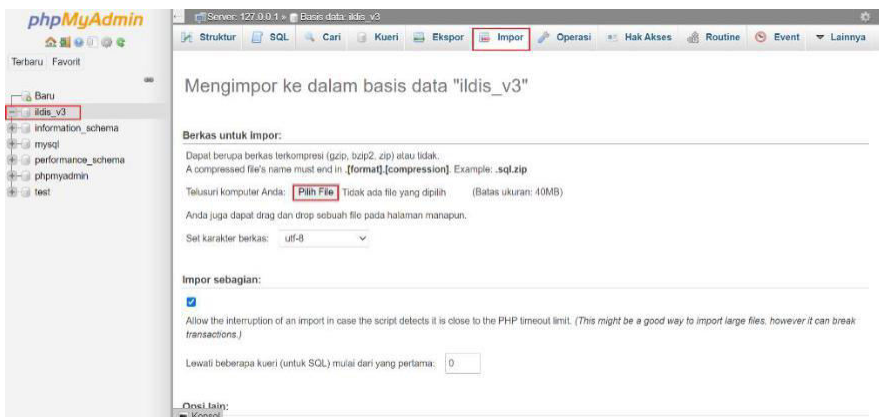 phpMyAdmin
Terbaru Favorit
Baru
ildis_v3
information_schema
mysql
performance_schema
phpmyadmin
test
Server: 127.0.0.1 » Basis data: ildis_v3
Struktur SQL Cari Kueri Ekspor Impor Operasi Hak Akses Routine Event Lainnya
Mengimpor ke dalam basis data "ildis_v3"
Berkas untuk Impor:
Dapat berupa berkas terkompresi (gzip, bzip2, zip) atau tidak.
A compressed file's name must end in .[format].[compression]. Example: .sql.zip
Telusuri komputer Anda: Pilih File Tidak ada file yang dipilih (Batas ukuran: 40MB)
Anda juga dapat drag dan drop sebuah file pada halaman manapun.
Set karakter berkas: utf-8
Impor sebagian:
Allow the interruption of an import in case the script detects it is close to the PHP timeout limit. (This might be a good way to import large files, however it can break
transactions.)
Lewati beberapa kueri (untuk SQL) mulai dari yang pertama: 0
Opsi lain:
Konsol